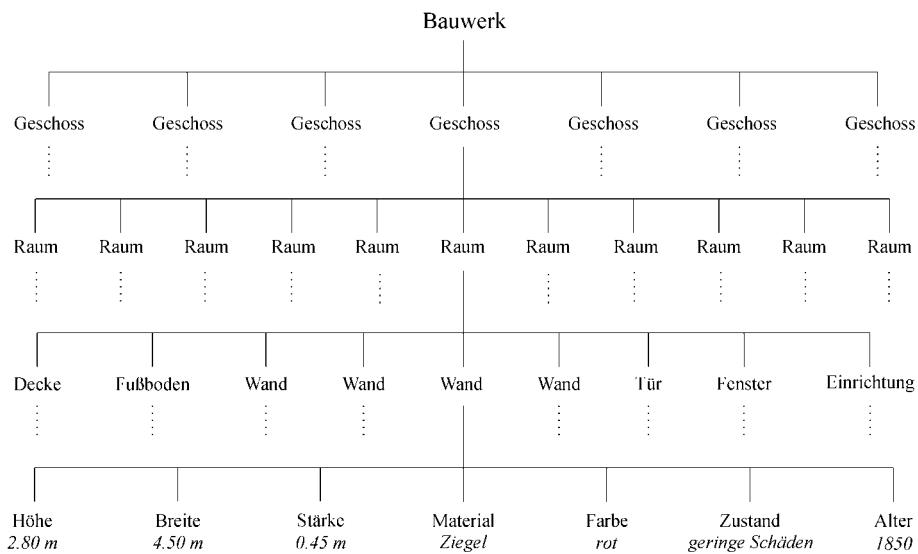 Bauwerk
Geschoss Geschoss Geschoss Geschoss Geschoss Geschoss Geschoss
Raum Raum Raum Raum Raum Raum Raum Raum Raum Raum Raum
Decke Fußboden Wand Wand Wand Wand Tür Fenster Einrichtung
Höhe Breite Stärke Material Farbe Zustand Alter
2.80 m 4.50 m 0.45 m Ziegel rot geringe Schäden 1850